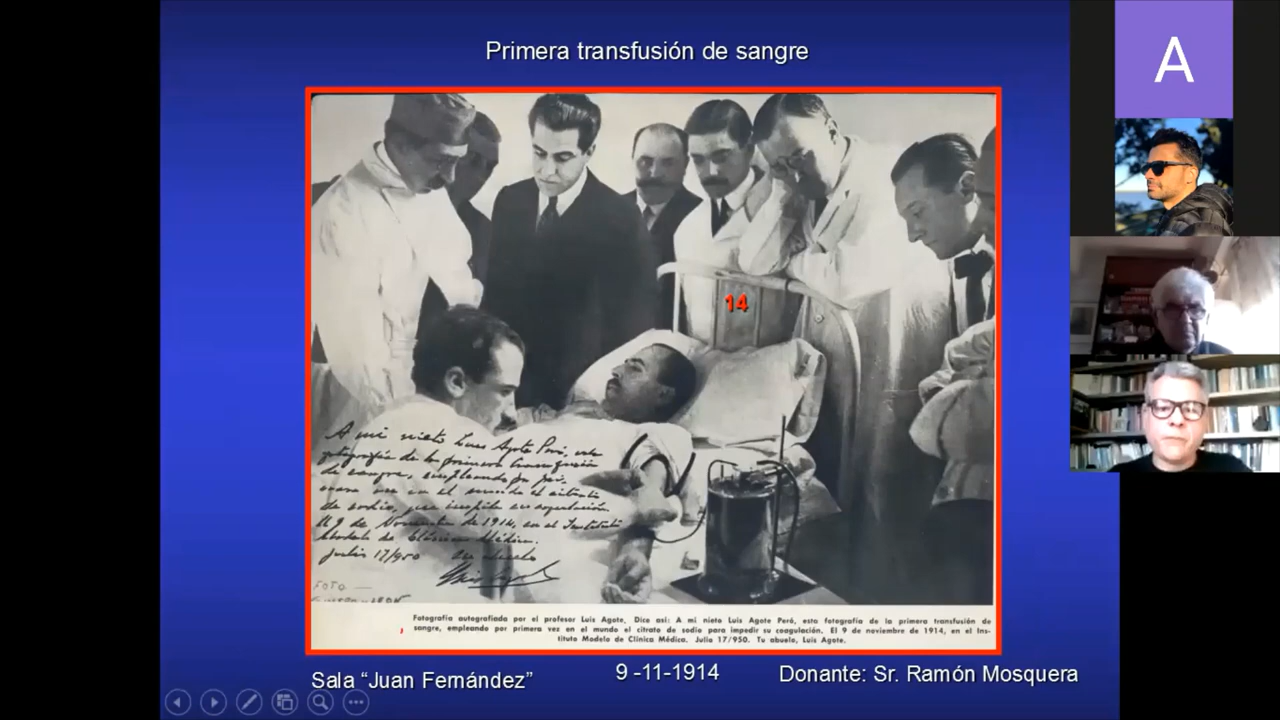 Primera transfusión de sangre
A
14
A mi nieto Luis Agote Peró, esta
fotografía de la primera transfusión
de sangre, empleando por pri-
mera vez en el mundo el citrato
de sodio, para impedir su coagulación.
El 9 de Noviembre de 1914, en el Instituto
Modelo de Clínica Médica.
Julio 17/950 Tu abuelo
Luis Agote
FOTO
Fotografía autografiada por el profesor Luis Agote. Dice así: A mi nieto Luis Agote Peró, esta fotografía de la primera transfusión de
sangre, empleando por primera vez en el mundo el citrato de sodio para impedir su coagulación. El 9 de noviembre de 1914, en el Ins-
tituto Modelo de Clínica Médica. Julio 17/950. Tu abuelo, Luis Agote.
Sala “Juan Fernández”
9 -11-1914
Donante: Sr. Ramón Mosquera